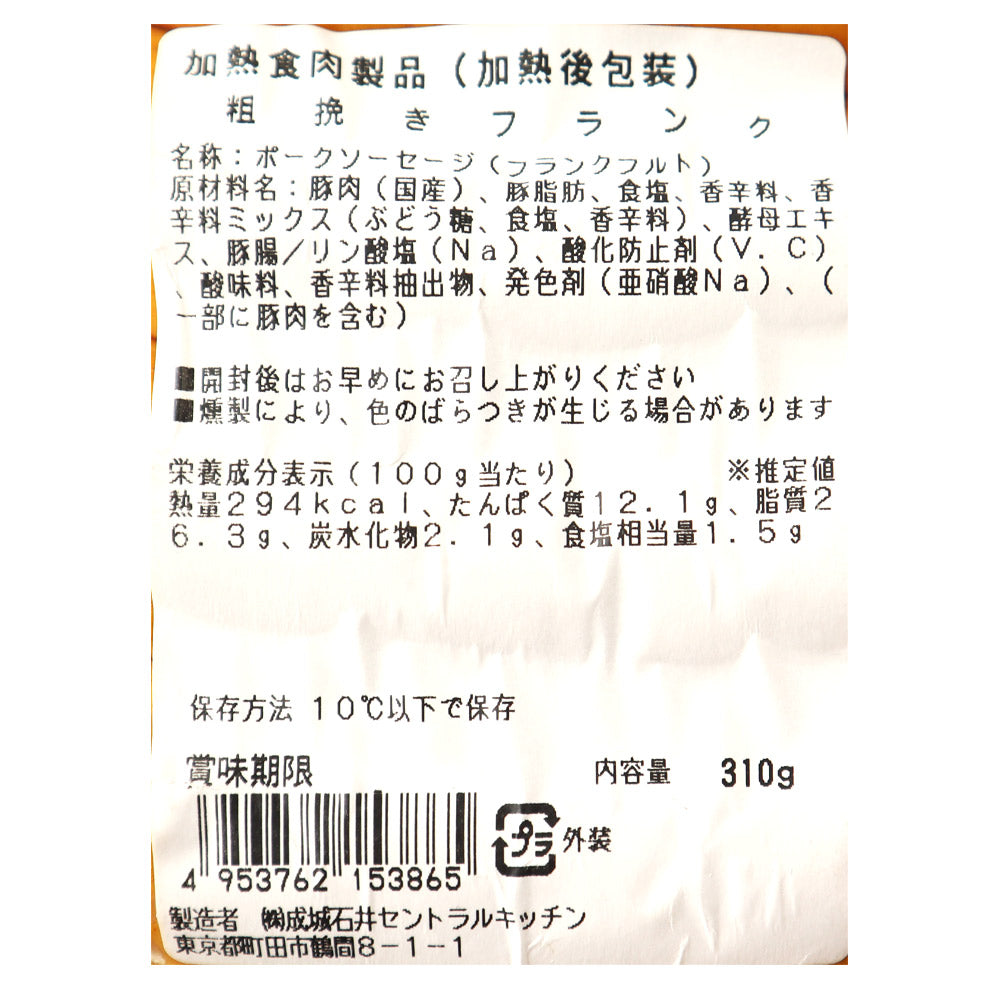 加熱食肉製品（加熱後包装）
粗挽きフランク
名称：ポークソーセージ（フランクフルト）
原材料名：豚肉（国産）、豚脂肪、食塩、香辛料、香
辛料ミックス（ぶどう糖、食塩、香辛料）、酵母エキ
ス、豚腸／リン酸塩（Ｎａ）、酸化防止剤（Ｖ．Ｃ）
、酸味料、香辛料抽出物、発色剤（亜硝酸Ｎａ）、（
一部に豚肉を含む）
■開封後はお早めにお召し上がりください
■燻製により、色のばらつきが生じる場合があります
栄養成分表示（１００ｇ当たり） ※推定値
熱量２９４ｋｃａｌ、たんぱく質１２．１ｇ、脂質２
６．３ｇ、炭水化物２．１ｇ、食塩相当量１．５ｇ
保存方法 １０℃以下で保存
賞味期限 内容量 310g
プラ 外装
4 953762 153865
製造者 ㈱成城石井セントラルキッチン
東京都町田市鶴間８－１－１